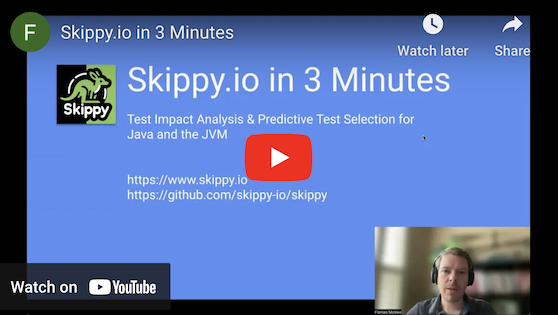 F
Skippy.io in 3 Minutes
Watch later
Share
Skippy
Skippy.io in 3 Minutes
Test Impact Analysis & Predictive Test Selection for
Java and the JVM
https://www.skippy.io
https://github.com/skippy-io/skippy
Watch on YouTube
Florian